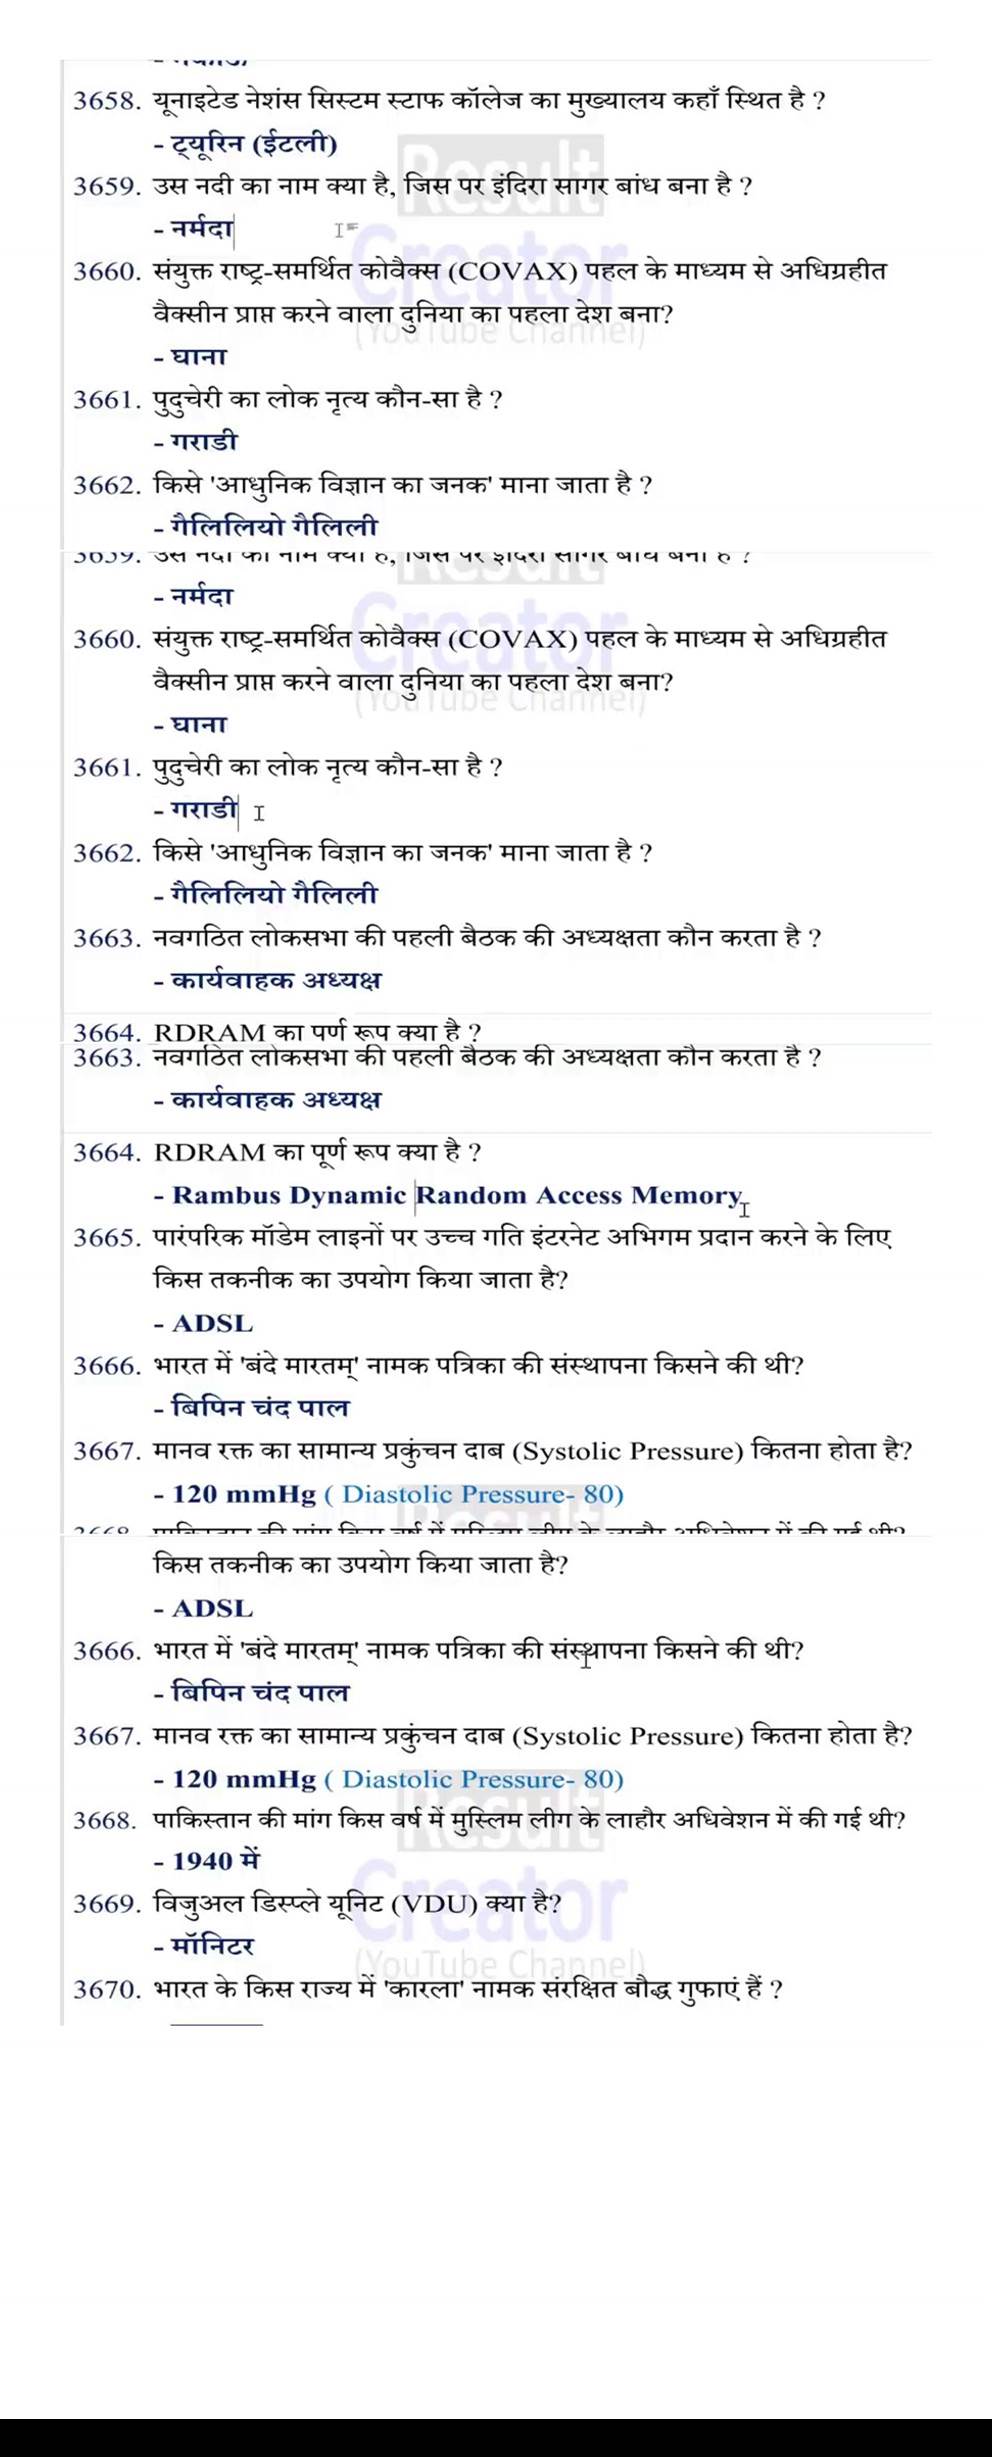 3658. यूनाइटेड नेशंस सिस्टम स्टाफ कॉलेज का मुख्यालय कहाँ स्थित है ?
- ट्यूरिन (ईटली)
3659. उस नदी का नाम क्या है, जिस पर इंदिरा सागर बांध बना है ?
- नर्मदा
3660. संयुक्त राष्ट्र-समर्थित कोवैक्स (COVAX) पहल के माध्यम से अधिग्रहीत
वैक्सीन प्राप्त करने वाला दुनिया का पहला देश बना?
- घाना
3661. पुदुचेरी का लोक नृत्य कौन-सा है ?
- गराडी
3662. किसे 'आधुनिक विज्ञान का जनक' माना जाता है ?
- गैलिलियो गैलिली
3659. उस नदी का नाम क्या है, जिस पर इंदिरा सागर बांध बना है ?
- नर्मदा
3660. संयुक्त राष्ट्र-समर्थित कोवैक्स (COVAX) पहल के माध्यम से अधिग्रहीत
वैक्सीन प्राप्त करने वाला दुनिया का पहला देश बना?
- घाना
3661. पुदुचेरी का लोक नृत्य कौन-सा है ?
- गराडी
3662. किसे 'आधुनिक विज्ञान का जनक' माना जाता है ?
- गैलिलियो गैलिली
3663. नवगठित लोकसभा की पहली बैठक की अध्यक्षता कौन करता है ?
- कार्यवाहक अध्यक्ष
3664. RDRAM का पूर्ण रूप क्या है ?
3663. नवगठित लोकसभा की पहली बैठक की अध्यक्षता कौन करता है ?
- कार्यवाहक अध्यक्ष
3664. RDRAM का पूर्ण रूप क्या है ?
- Rambus Dynamic Random Access Memory
3665. पारंपरिक मॉडेम लाइनों पर उच्च गति इंटरनेट अभिगम प्रदान करने के लिए
किस तकनीक का उपयोग किया जाता है?
- ADSL
3666. भारत में 'बंदे मारतम्' नामक पत्रिका की संस्थापना किसने की थी?
- बिपिन चंद पाल
3667. मानव रक्त का सामान्य प्रकुंचन दाब (Systolic Pressure) कितना होता है?
- 120 mmHg ( Diastolic Pressure- 80)
किस तकनीक का उपयोग किया जाता है?
- ADSL
3666. भारत में 'बंदे मारतम्' नामक पत्रिका की संस्थापना किसने की थी?
- बिपिन चंद पाल
3667. मानव रक्त का सामान्य प्रकुंचन दाब (Systolic Pressure) कितना होता है?
- 120 mmHg ( Diastolic Pressure- 80)
3668. पाकिस्तान की मांग किस वर्ष में मुस्लिम लीग के लाहौर अधिवेशन में की गई थी?
- 1940 में
3669. विजुअल डिस्प्ले यूनिट (VDU) क्या है?
- मॉनिटर
3670. भारत के किस राज्य में 'कारला' नामक संरक्षित बौद्ध गुफाएं हैं ?
Result
Creator
(YouTube Channel)